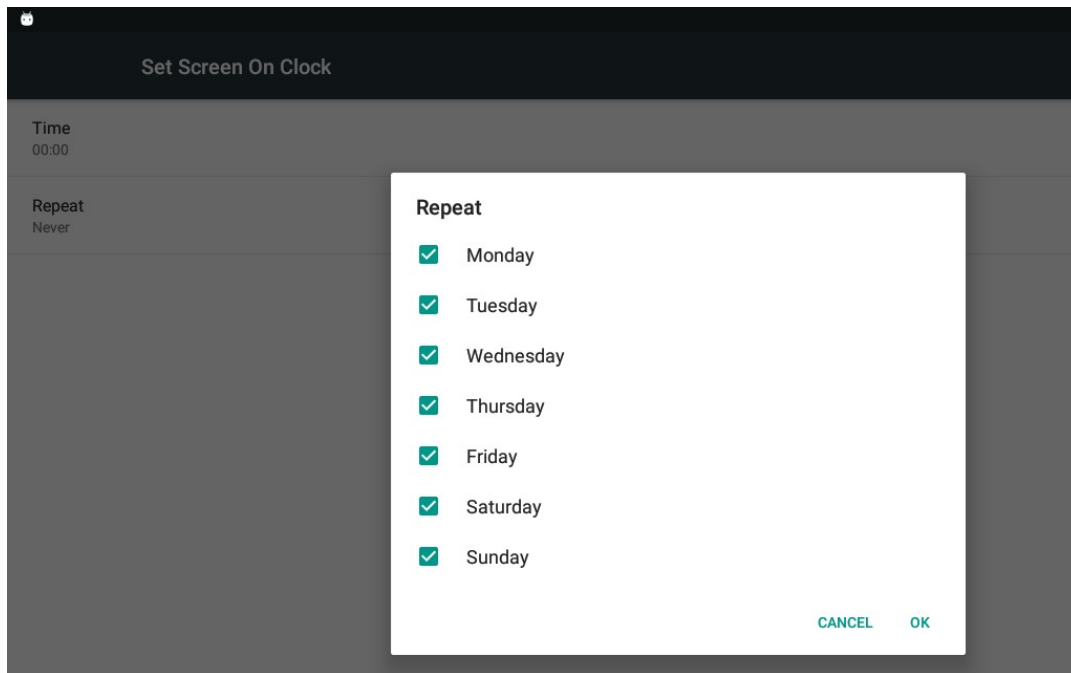 Set Screen On Clock
Time
00:00
Repeat
Never
Repeat
Monday
Tuesday
Wednesday
Thursday
Friday
Saturday
Sunday
CANCEL OK